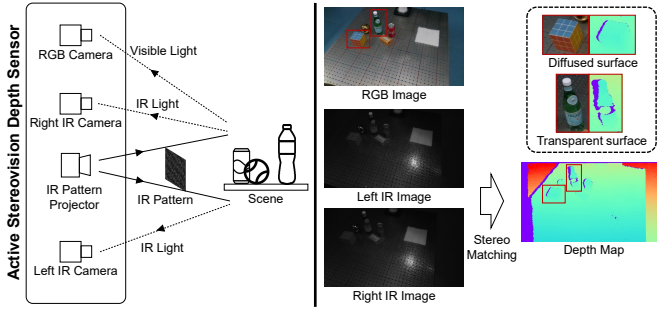 Active Stereovision Depth Sensor
RGB Camera
Right IR Camera
IR Pattern
Projector
Left IR Camera
Visible Light
IR Light
IR Pattern
IR Light
Scene
RGB Image
Left IR Image
Right IR Image
Stereo
Matching
Diffused surface
Transparent surface
Depth Map